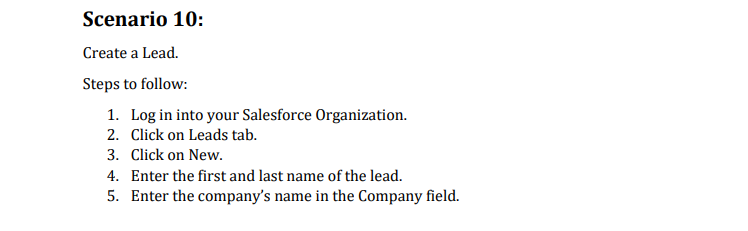 Scenario 10:
Create a Lead.
Steps to follow:
1. Log in into your Salesforce Organization.
2. Click on Leads tab.
3. Click on New.
4. Enter the first and last name of the lead.
5. Enter the company's name in the Company field.